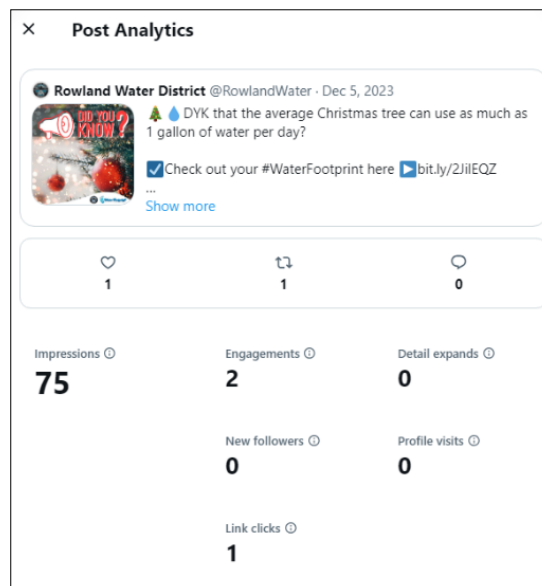 Post Analytics
Rowland Water District @RowlandWater · Dec 5, 2023
🎄💧DYK that the average Christmas tree can use as much as
1 gallon of water per day?
☑️Check out your #WaterFootprint here ▶️bit.ly/2JilEQZ
...
Show more
DID YOU
KNOW?
1
1
0
Impressions
75
Engagements
2
Detail expands
0
New followers
0
Profile visits
0
Link clicks
1